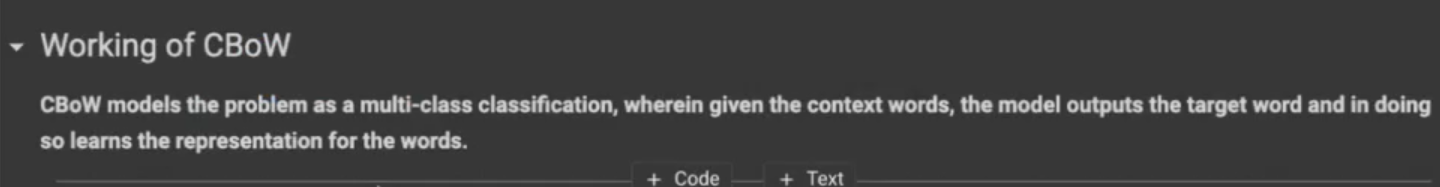 Working of CBoW
CBoW models the problem as a multi-class classification, wherein given the context words, the model outputs the target word and in doing
so learns the representation for the words.
+ Code + Text